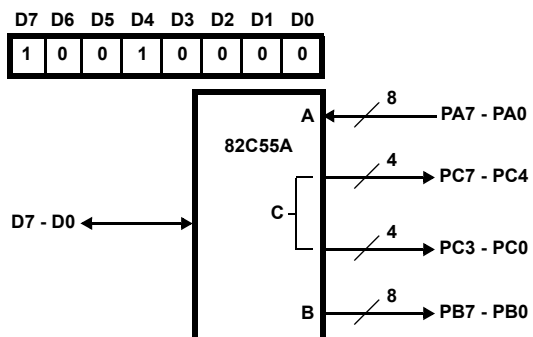 D7 D6 D5 D4 D3 D2 D1 D0
1 0 0 1 0 0 0 0
8
A
PA7 - PA0
82C55A
4
PC7 - PC4
C
D7 - D0
4
PC3 - PC0
8
B
PB7 - PB0